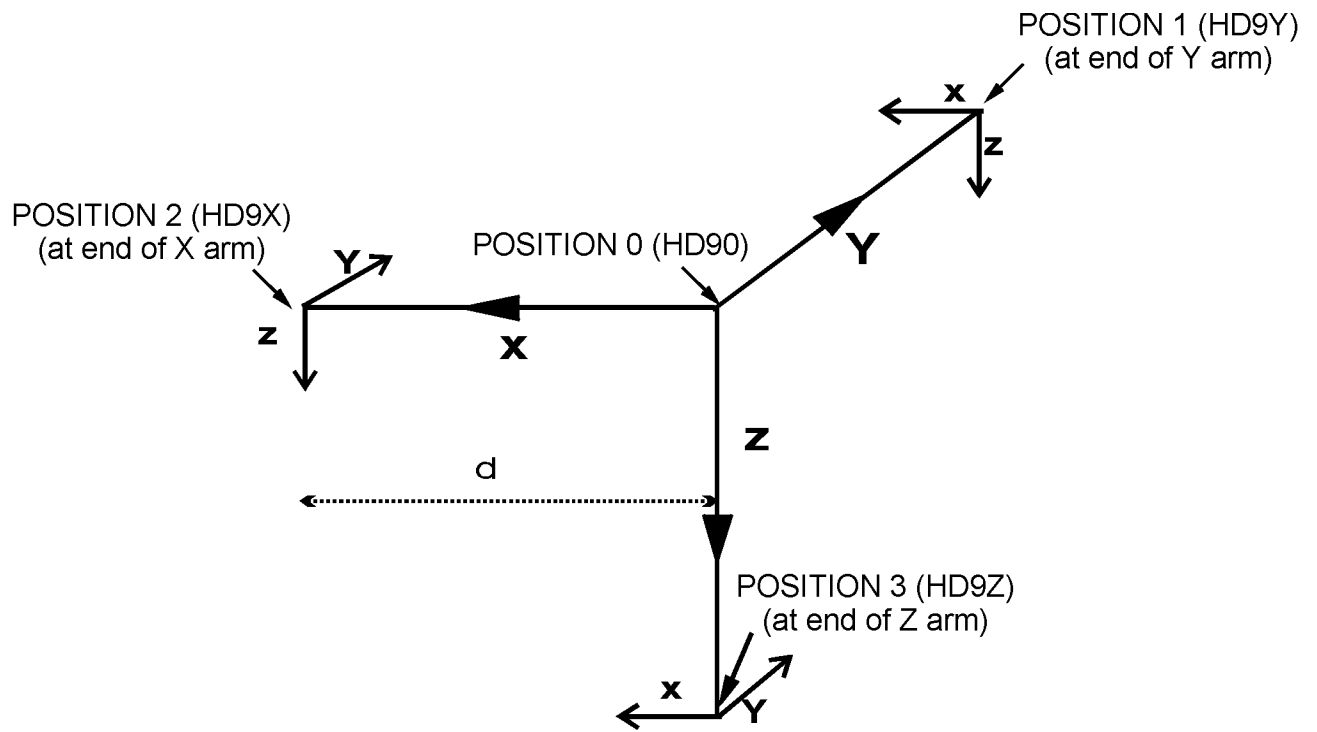 POSITION 1 (HD9Y)
(at end of Y arm)
x
z
POSITION 2 (HD9X)
(at end of X arm)
Y
z
POSITION 0 (HD90)
Y
x
z
d
POSITION 3 (HD9Z)
(at end of Z arm)
x
Y